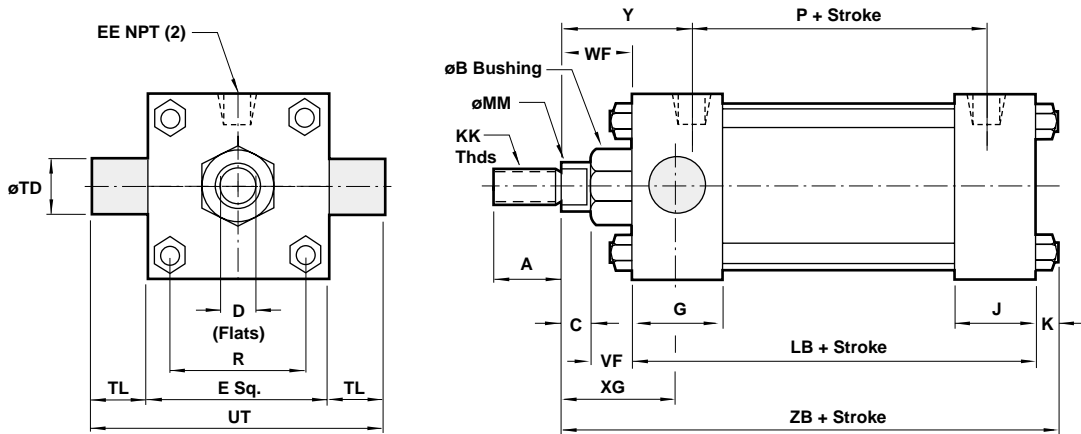 EE NPT (2)
øTD
D
(Flats)
R
TL
E Sq.
TL
UT
Y
P + Stroke
WF
øB Bushing
øMM
KK
Thds
A
C
G
J
K
VF
LB + Stroke
XG
ZB + Stroke